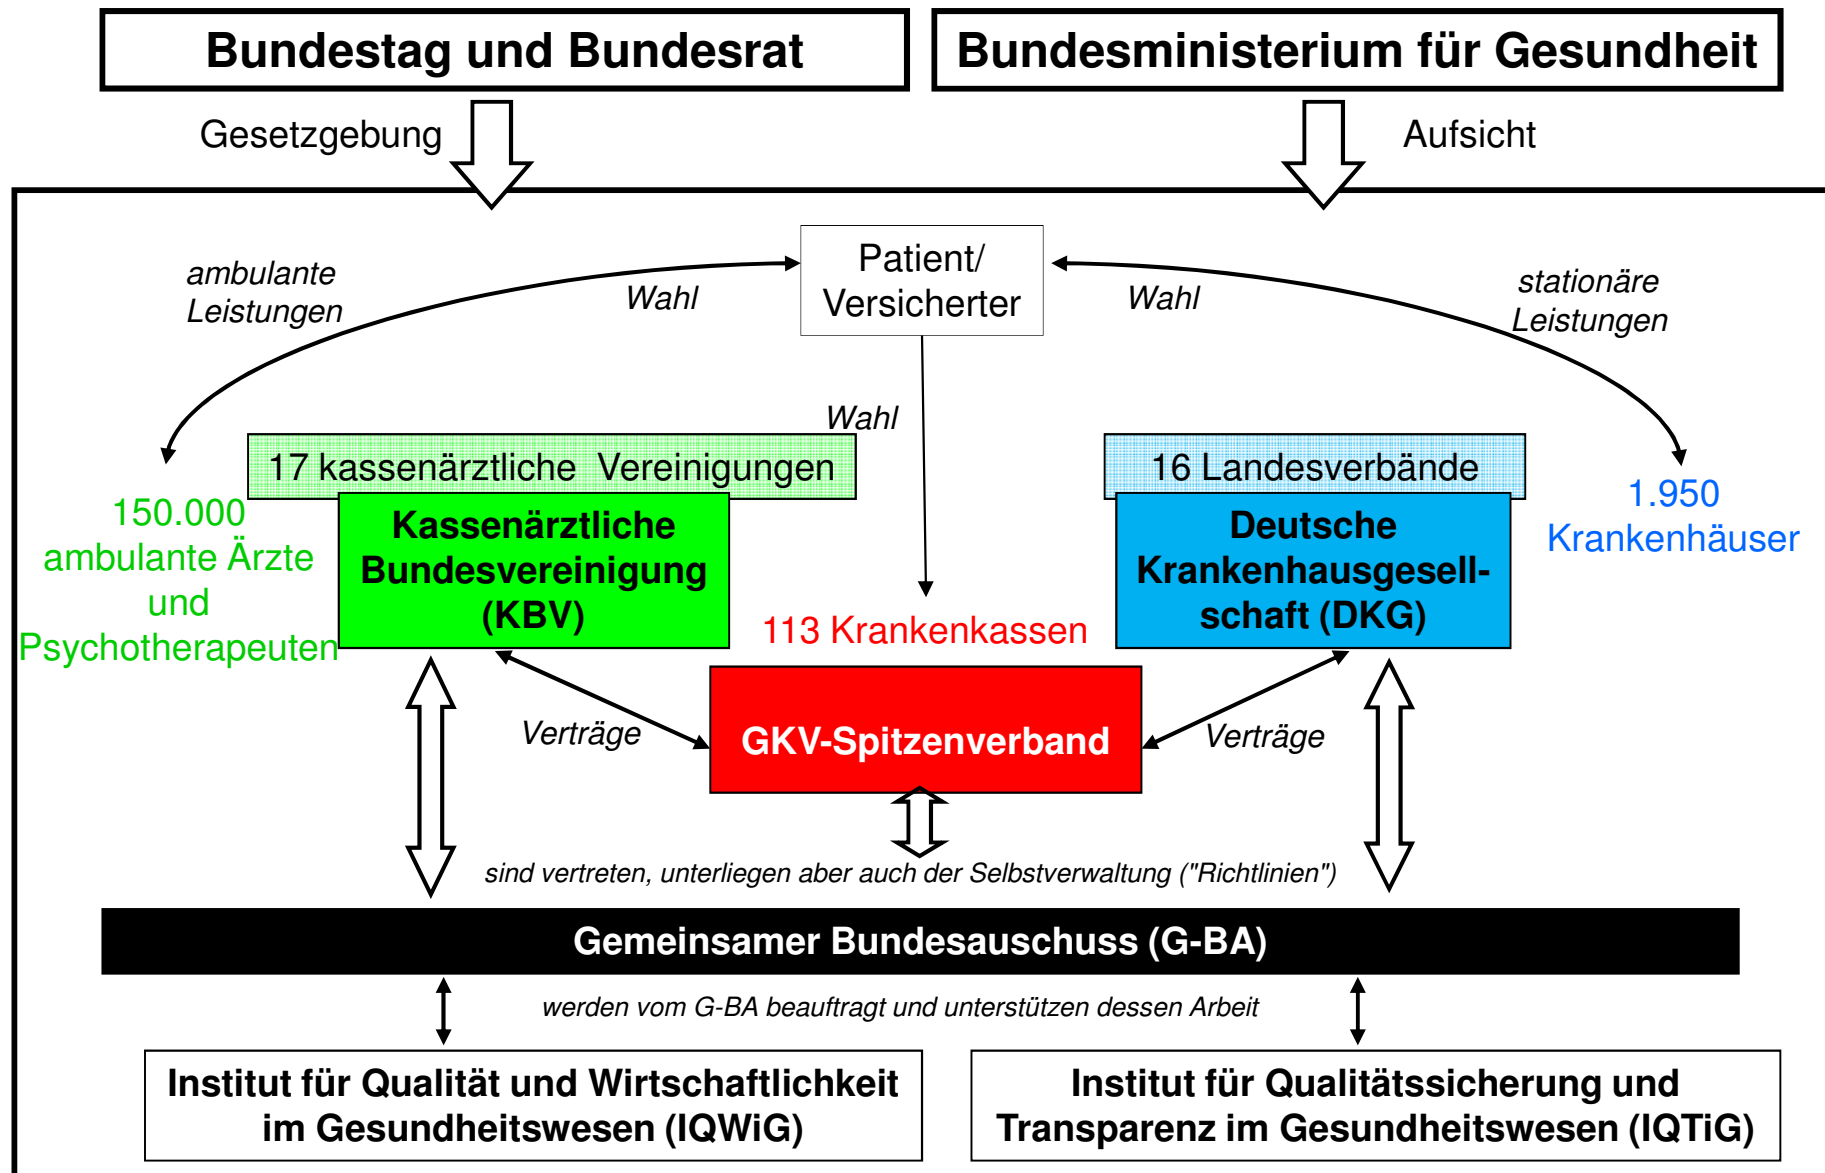 Bundestag und Bundesrat
Bundesministerium für Gesundheit
Gesetzgebung
Aufsicht
Patient/
Versicherter
ambulante
Leistungen
Wahl
Wahl
stationäre
Leistungen
Wahl
17 kassenärztliche Vereinigungen
16 Landesverbände
150.000
ambulante Ärzte
und
Psychotherapeuten
Kassenärztliche
Bundesvereinigung
(KBV)
113 Krankenkassen
Deutsche
Krankenhausgesell-
schaft (DKG)
1.950
Krankenhäuser
Verträge
GKV-Spitzenverband
Verträge
sind vertreten, unterliegen aber auch der Selbstverwaltung ("Richtlinien")
Gemeinsamer Bundesauschuss (G-BA)
werden vom G-BA beauftragt und unterstützen dessen Arbeit
Institut für Qualität und Wirtschaftlichkeit
im Gesundheitswesen (IQWiG)
Institut für Qualitätssicherung und
Transparenz im Gesundheitswesen (IQTiG)